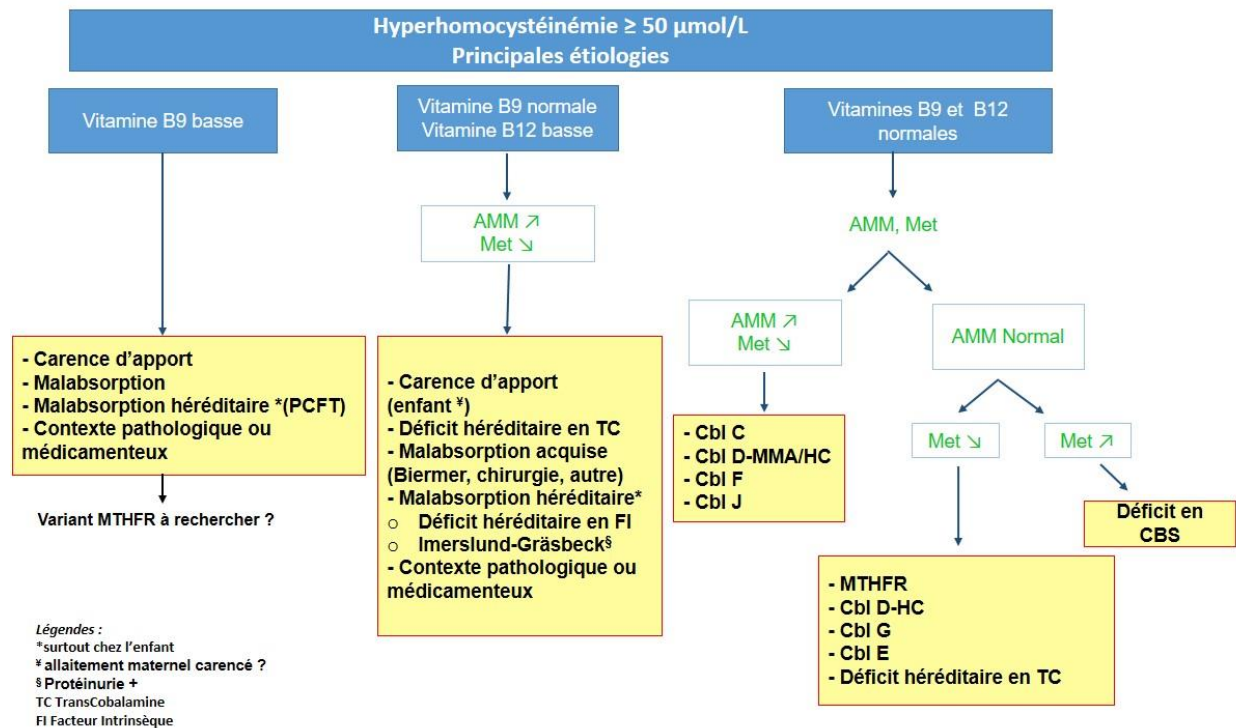 Hyperhomocystéinémie ≥ 50 µmol/L
Principales étiologies
Vitamine B9 basse
Vitamine B9 normale
Vitamine B12 basse
Vitamines B9 et B12
normales
AMM ↗
Met ↘
AMM, Met
AMM ↗
Met ↘
AMM Normal
Met ↘
Met ↗
- Carence d’apport
- Malabsorption
- Malabsorption héréditaire *(PCFT)
- Contexte pathologique ou
médicamenteux
Variant MTHFR à rechercher ?
- Carence d’apport
(enfant ¥)
- Déficit héréditaire en TC
- Malabsorption acquise
(Biermer, chirurgie, autre)
- Malabsorption héréditaire*
o Déficit héréditaire en FI
o Imerslund-Gräsbeck§
- Contexte pathologique ou
médicamenteux
- Cbl C
- Cbl D-MMA/HC
- Cbl F
- Cbl J
Déficit en
CBS
- MTHFR
- Cbl D-HC
- Cbl G
- Cbl E
- Déficit héréditaire en TC
Légendes :
*surtout chez l’enfant
¥ allaitement maternel carencé ?
§ Protéinurie +
TC TransCobalamine
FI Facteur Intrinsèque